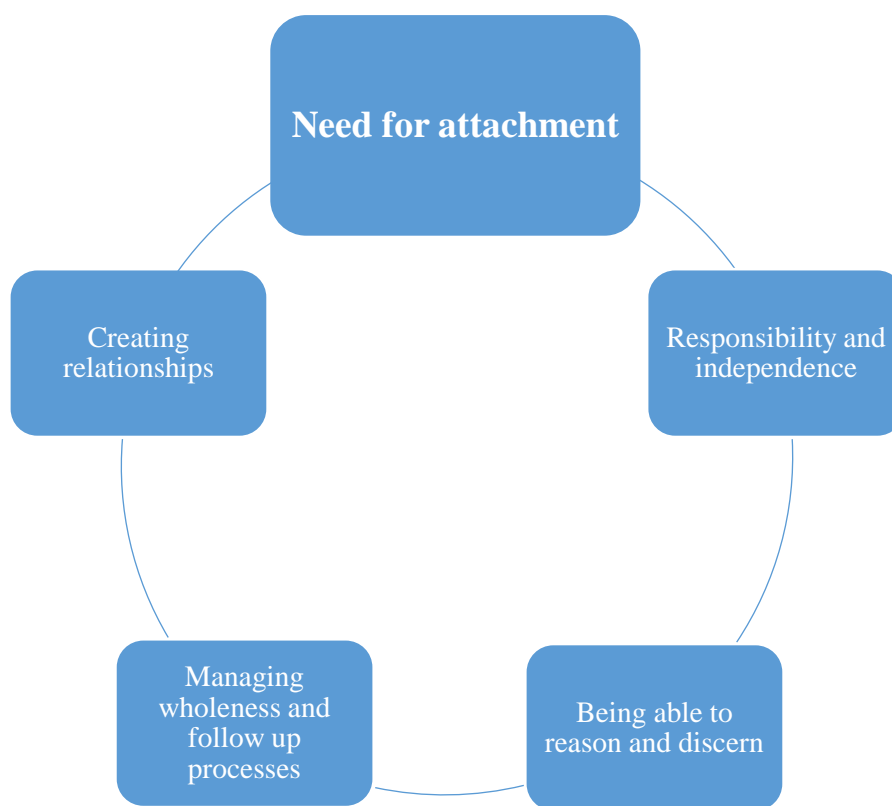 Need for attachment
Creating
relationships
Responsibility and
independence
Managing
wholeness and
follow up
processes
Being able to
reason and discern